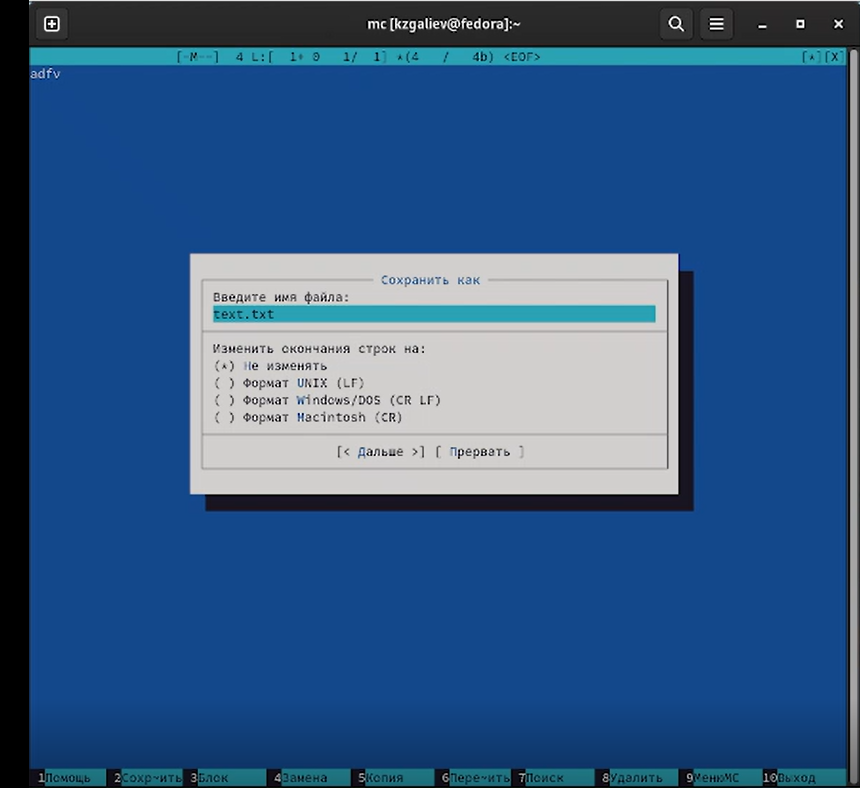 mc [kzgaliev@fedora]:~
[-M--]  4 L:[  1+ 0   1/  1] *(4   /   4b) <EOF>  [*][X]
adfv
Сохранить как
Введите имя файла:
text.txt
Изменить окончания строк на:
(*) Не изменять
( ) Формат UNIX (LF)
( ) Формат Windows/DOS (CR LF)
( ) Формат Macintosh (CR)
[< Дальше >] [ Прервать ]
1Помощь 2Сохр~ить 3Блок 4Замена 5Копия 6Пере~ить 7Поиск 8Удалить 9МенюMC 10Выход